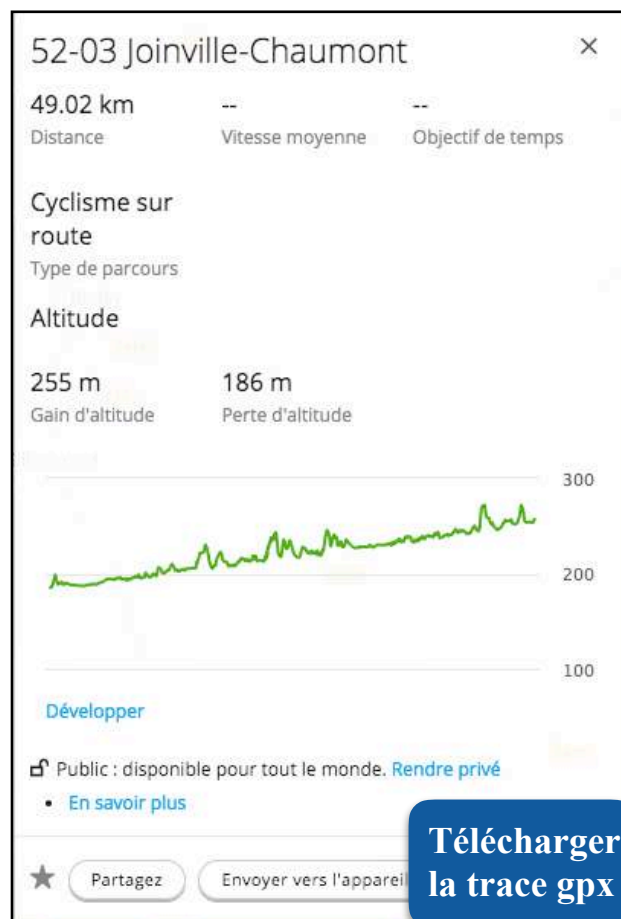 52-03 Joinville-Chaumont ×
49.02 km -- --
Distance Vitesse moyenne Objectif de temps
Cyclisme sur
route
Type de parcours
Altitude
255 m 186 m
Gain d'altitude Perte d'altitude
300
200
100
Développer
Public : disponible pour tout le monde. Rendre privé
• En savoir plus
Partagez Envoyer vers l'appareil
Télécharger
la trace gpx